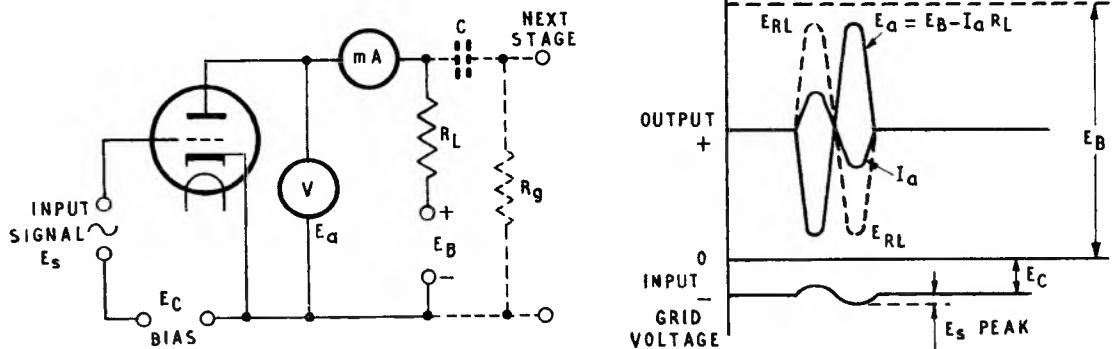 NEXT
STAGE
C
mA
R_L
R_g
V
E_a
INPUT
SIGNAL
E_s
+
E_B
−
E_C
BIAS
E_RL
E_a = E_B − I_a R_L
OUTPUT
+
E_B
I_a
E_RL
0
INPUT
−
GRID
VOLTAGE
E_C
E_s PEAK